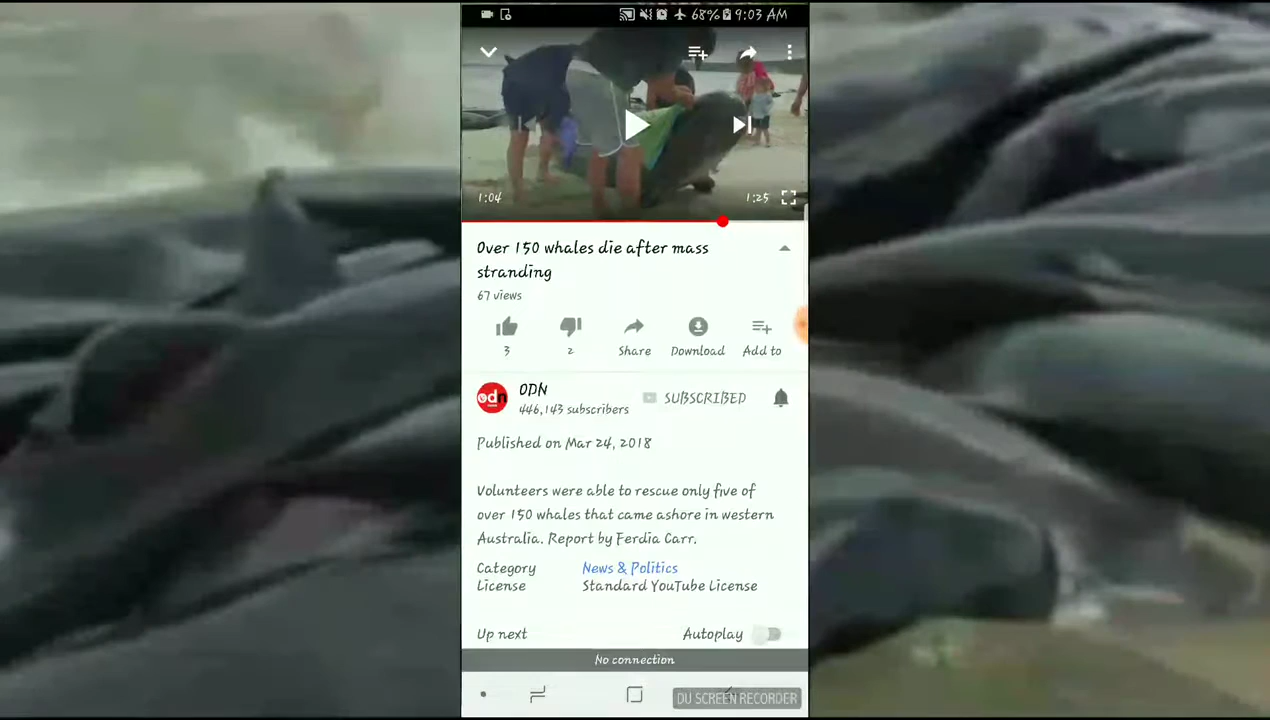 68% 9:03 AM
1:04
1:25
Over 150 whales die after mass
stranding
67 views
3
2
Share
Download
Add to
odn
ODN
446,143 subscribers
SUBSCRIBED
Published on Mar 24, 2018
Volunteers were able to rescue only five of
over 150 whales that came ashore in western
Australia. Report by Ferdia Carr.
Category News & Politics
License Standard YouTube License
Up next Autoplay
No connection
DU SCREEN RECORDER